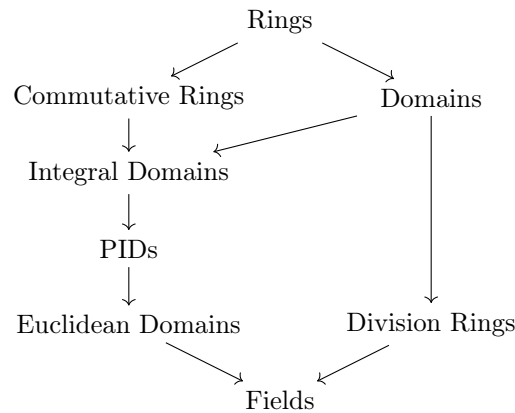 Rings
Commutative Rings
Domains
Integral Domains
PIDs
Euclidean Domains
Division Rings
Fields